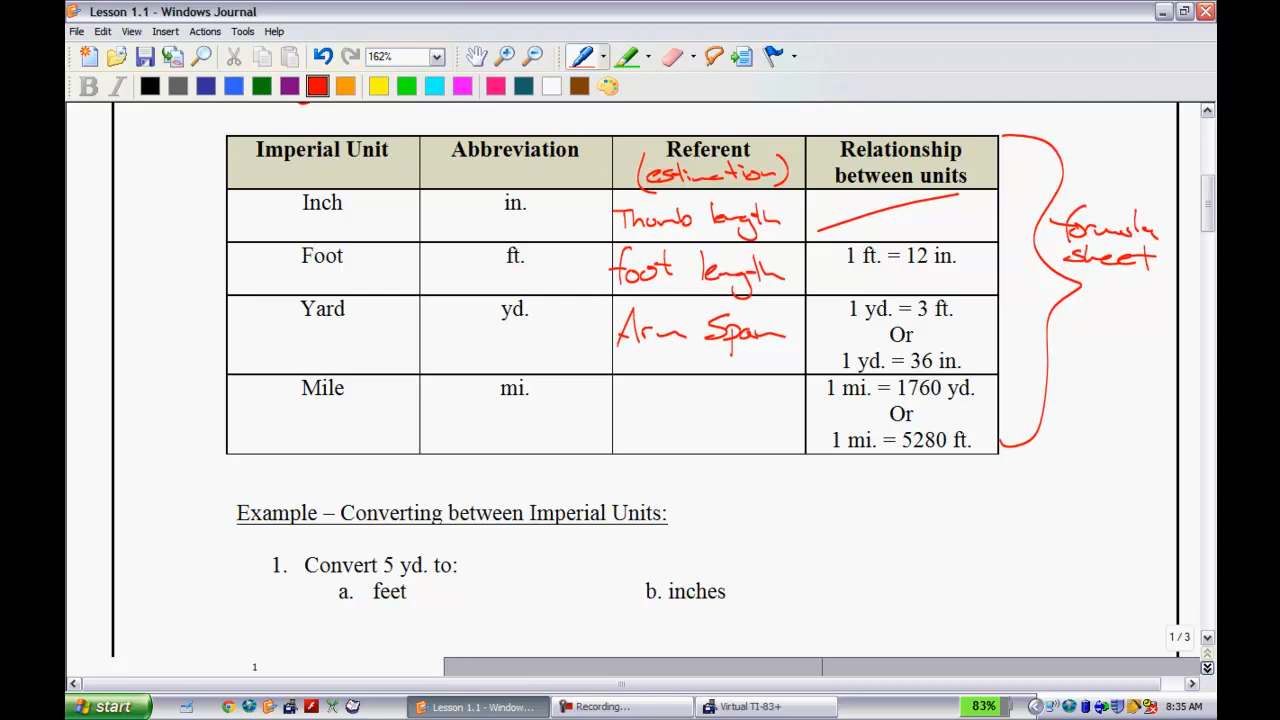 Lesson 1.1 - Windows Journal
File Edit View Insert Actions Tools Help
162%
B I
Imperial Unit Abbreviation Referent Relationship between units
(estimation)
Inch in. Thumb length
Foot ft. foot length 1 ft. = 12 in.
Yard yd. Arm Span 1 yd. = 3 ft.
Or
1 yd. = 36 in.
Mile mi. 1 mi. = 1760 yd.
Or
1 mi. = 5280 ft.
formula
sheet
Example – Converting between Imperial Units:
1. Convert 5 yd. to:
a. feet b. inches
1 / 3
1
start Lesson 1.1 - Window... Recording... Virtual TI-83+ 83% 8:35 AM